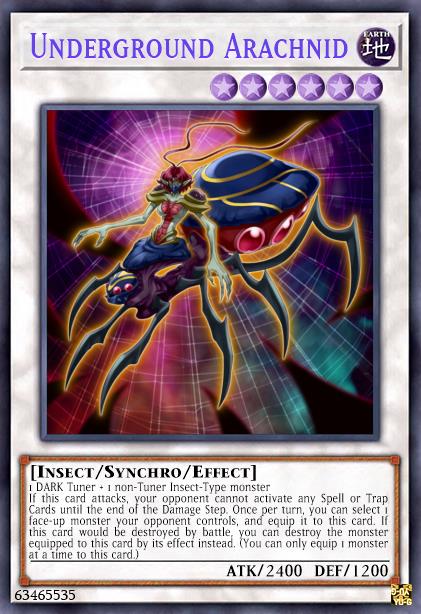 UNDERGROUND ARACHNID
EARTH
地
[INSECT/SYNCHRO/EFFECT]
1 DARK Tuner + 1 non-Tuner Insect-Type monster
If this card attacks, your opponent cannot activate any Spell or Trap
Cards until the end of the Damage Step. Once per turn, you can select 1
face-up monster your opponent controls, and equip it to this card. If
this card would be destroyed by battle, you can destroy the monster
equipped to this card by its effect instead. (You can only equip 1 monster
at a time to this card.)
ATK/2400 DEF/1200
63465535